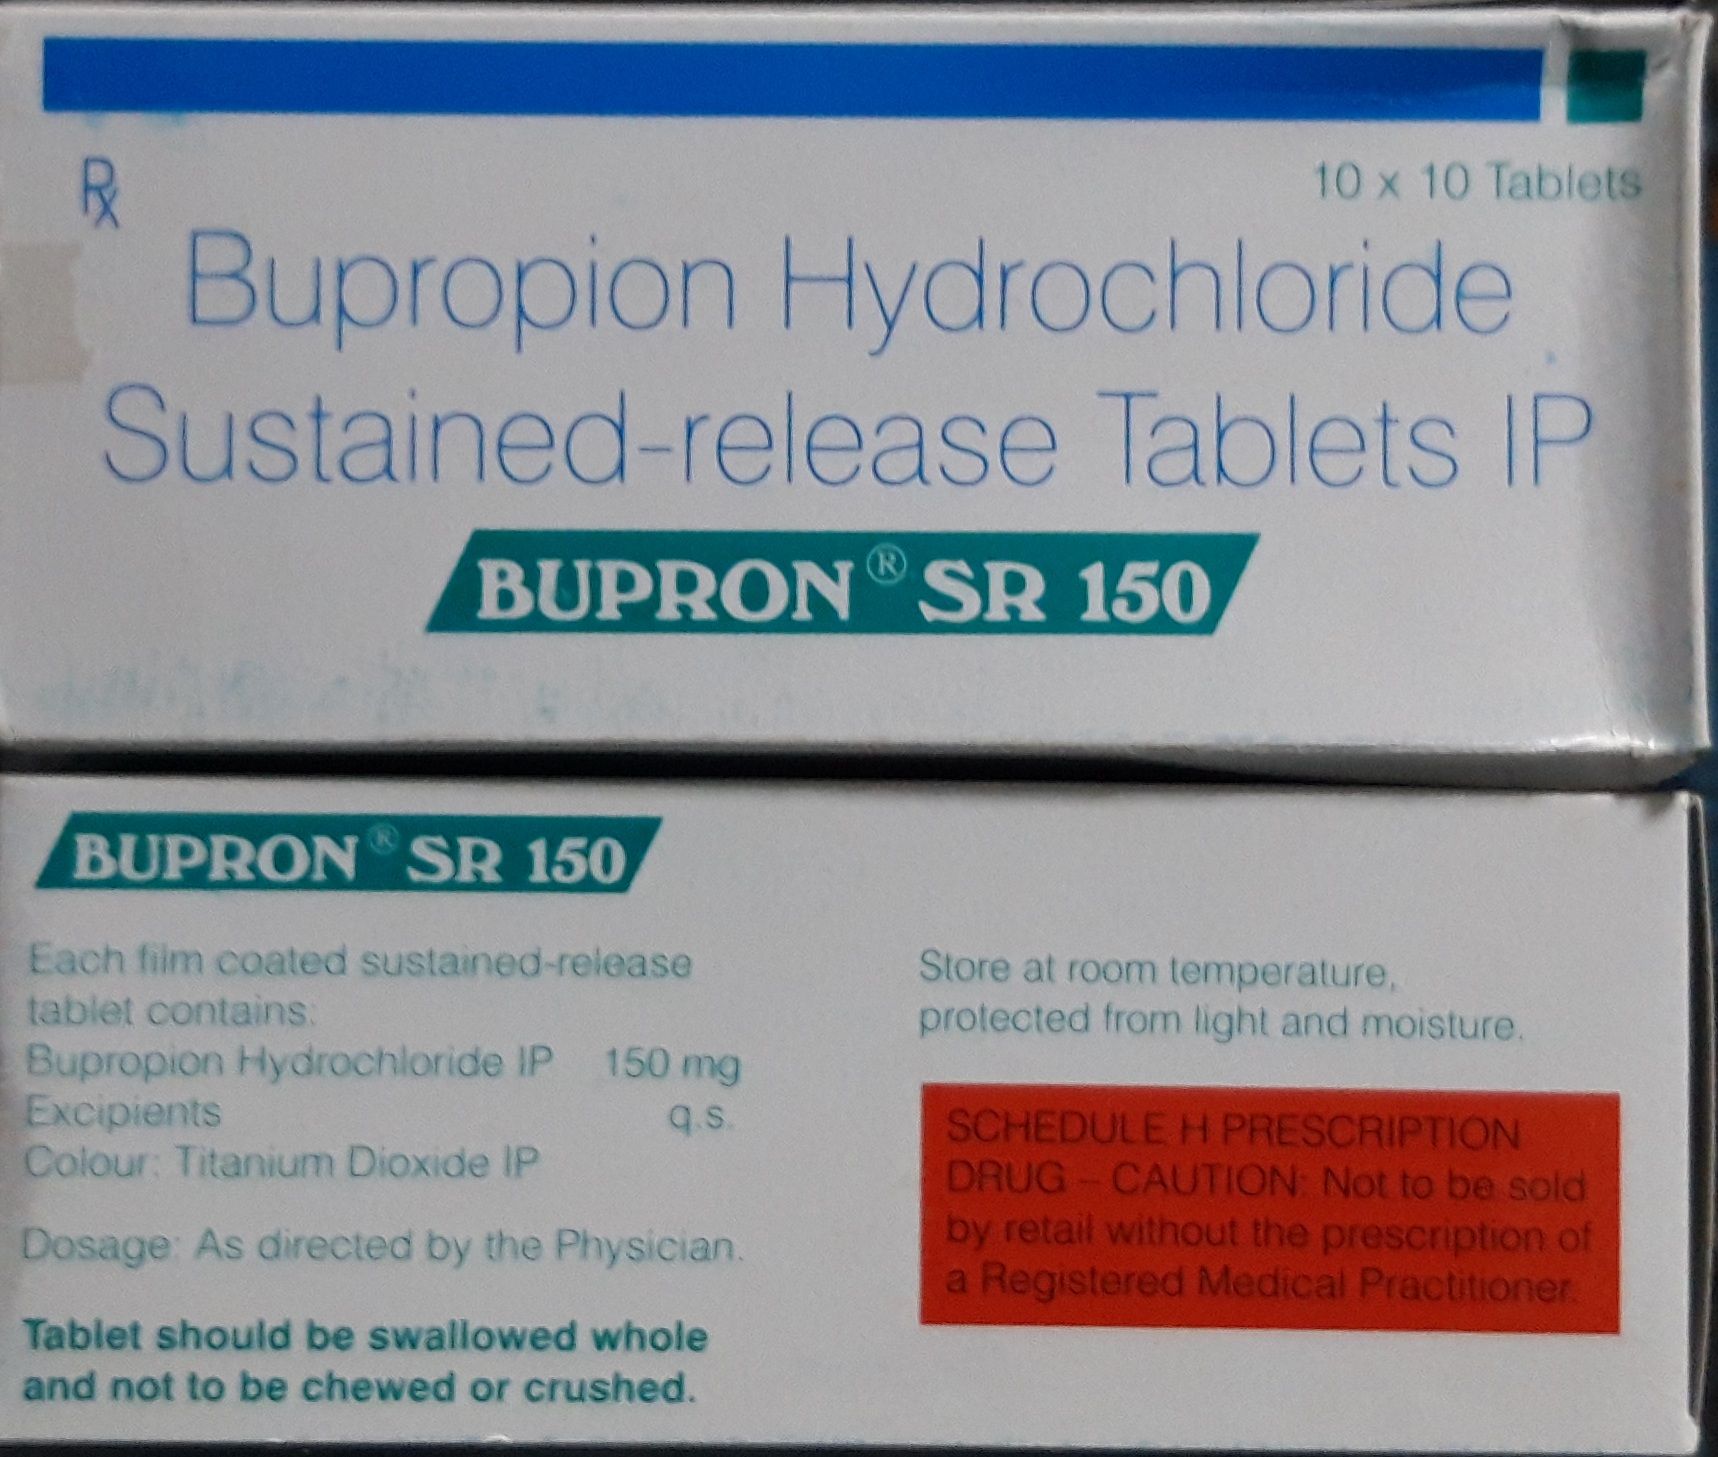 Rx
10 x 10 Tablets
Bupropion Hydrochloride
Sustained-release Tablets IP
BUPRON® SR 150
BUPRON® SR 150
Each film coated sustained-release
tablet contains:
Bupropion Hydrochloride IP 150 mg
Excipients q.s.
Colour: Titanium Dioxide IP
Dosage: As directed by the Physician.
Tablet should be swallowed whole
and not to be chewed or crushed.
Store at room temperature,
protected from light and moisture.
SCHEDULE H PRESCRIPTION
DRUG – CAUTION: Not to be sold
by retail without the prescription of
a Registered Medical Practitioner.